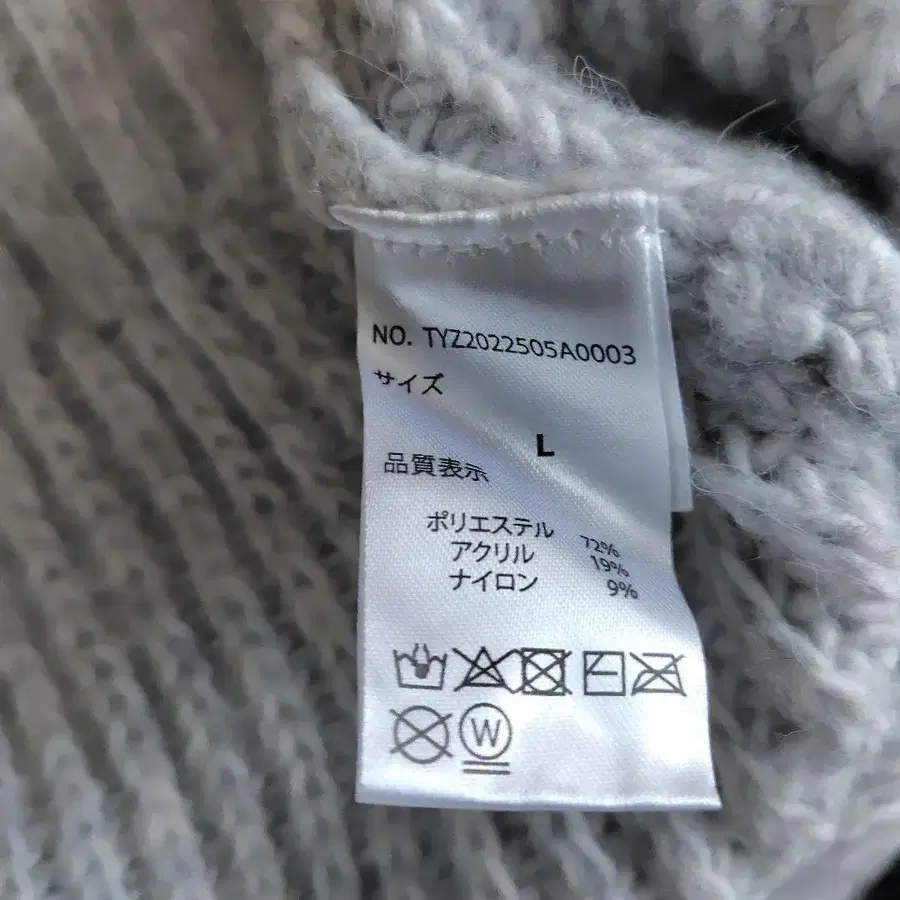 NO. TYZ2022505A0003
サイズ
L
品質表示
ポリエステル 72%
アクリル 19%
ナイロン 9%
W